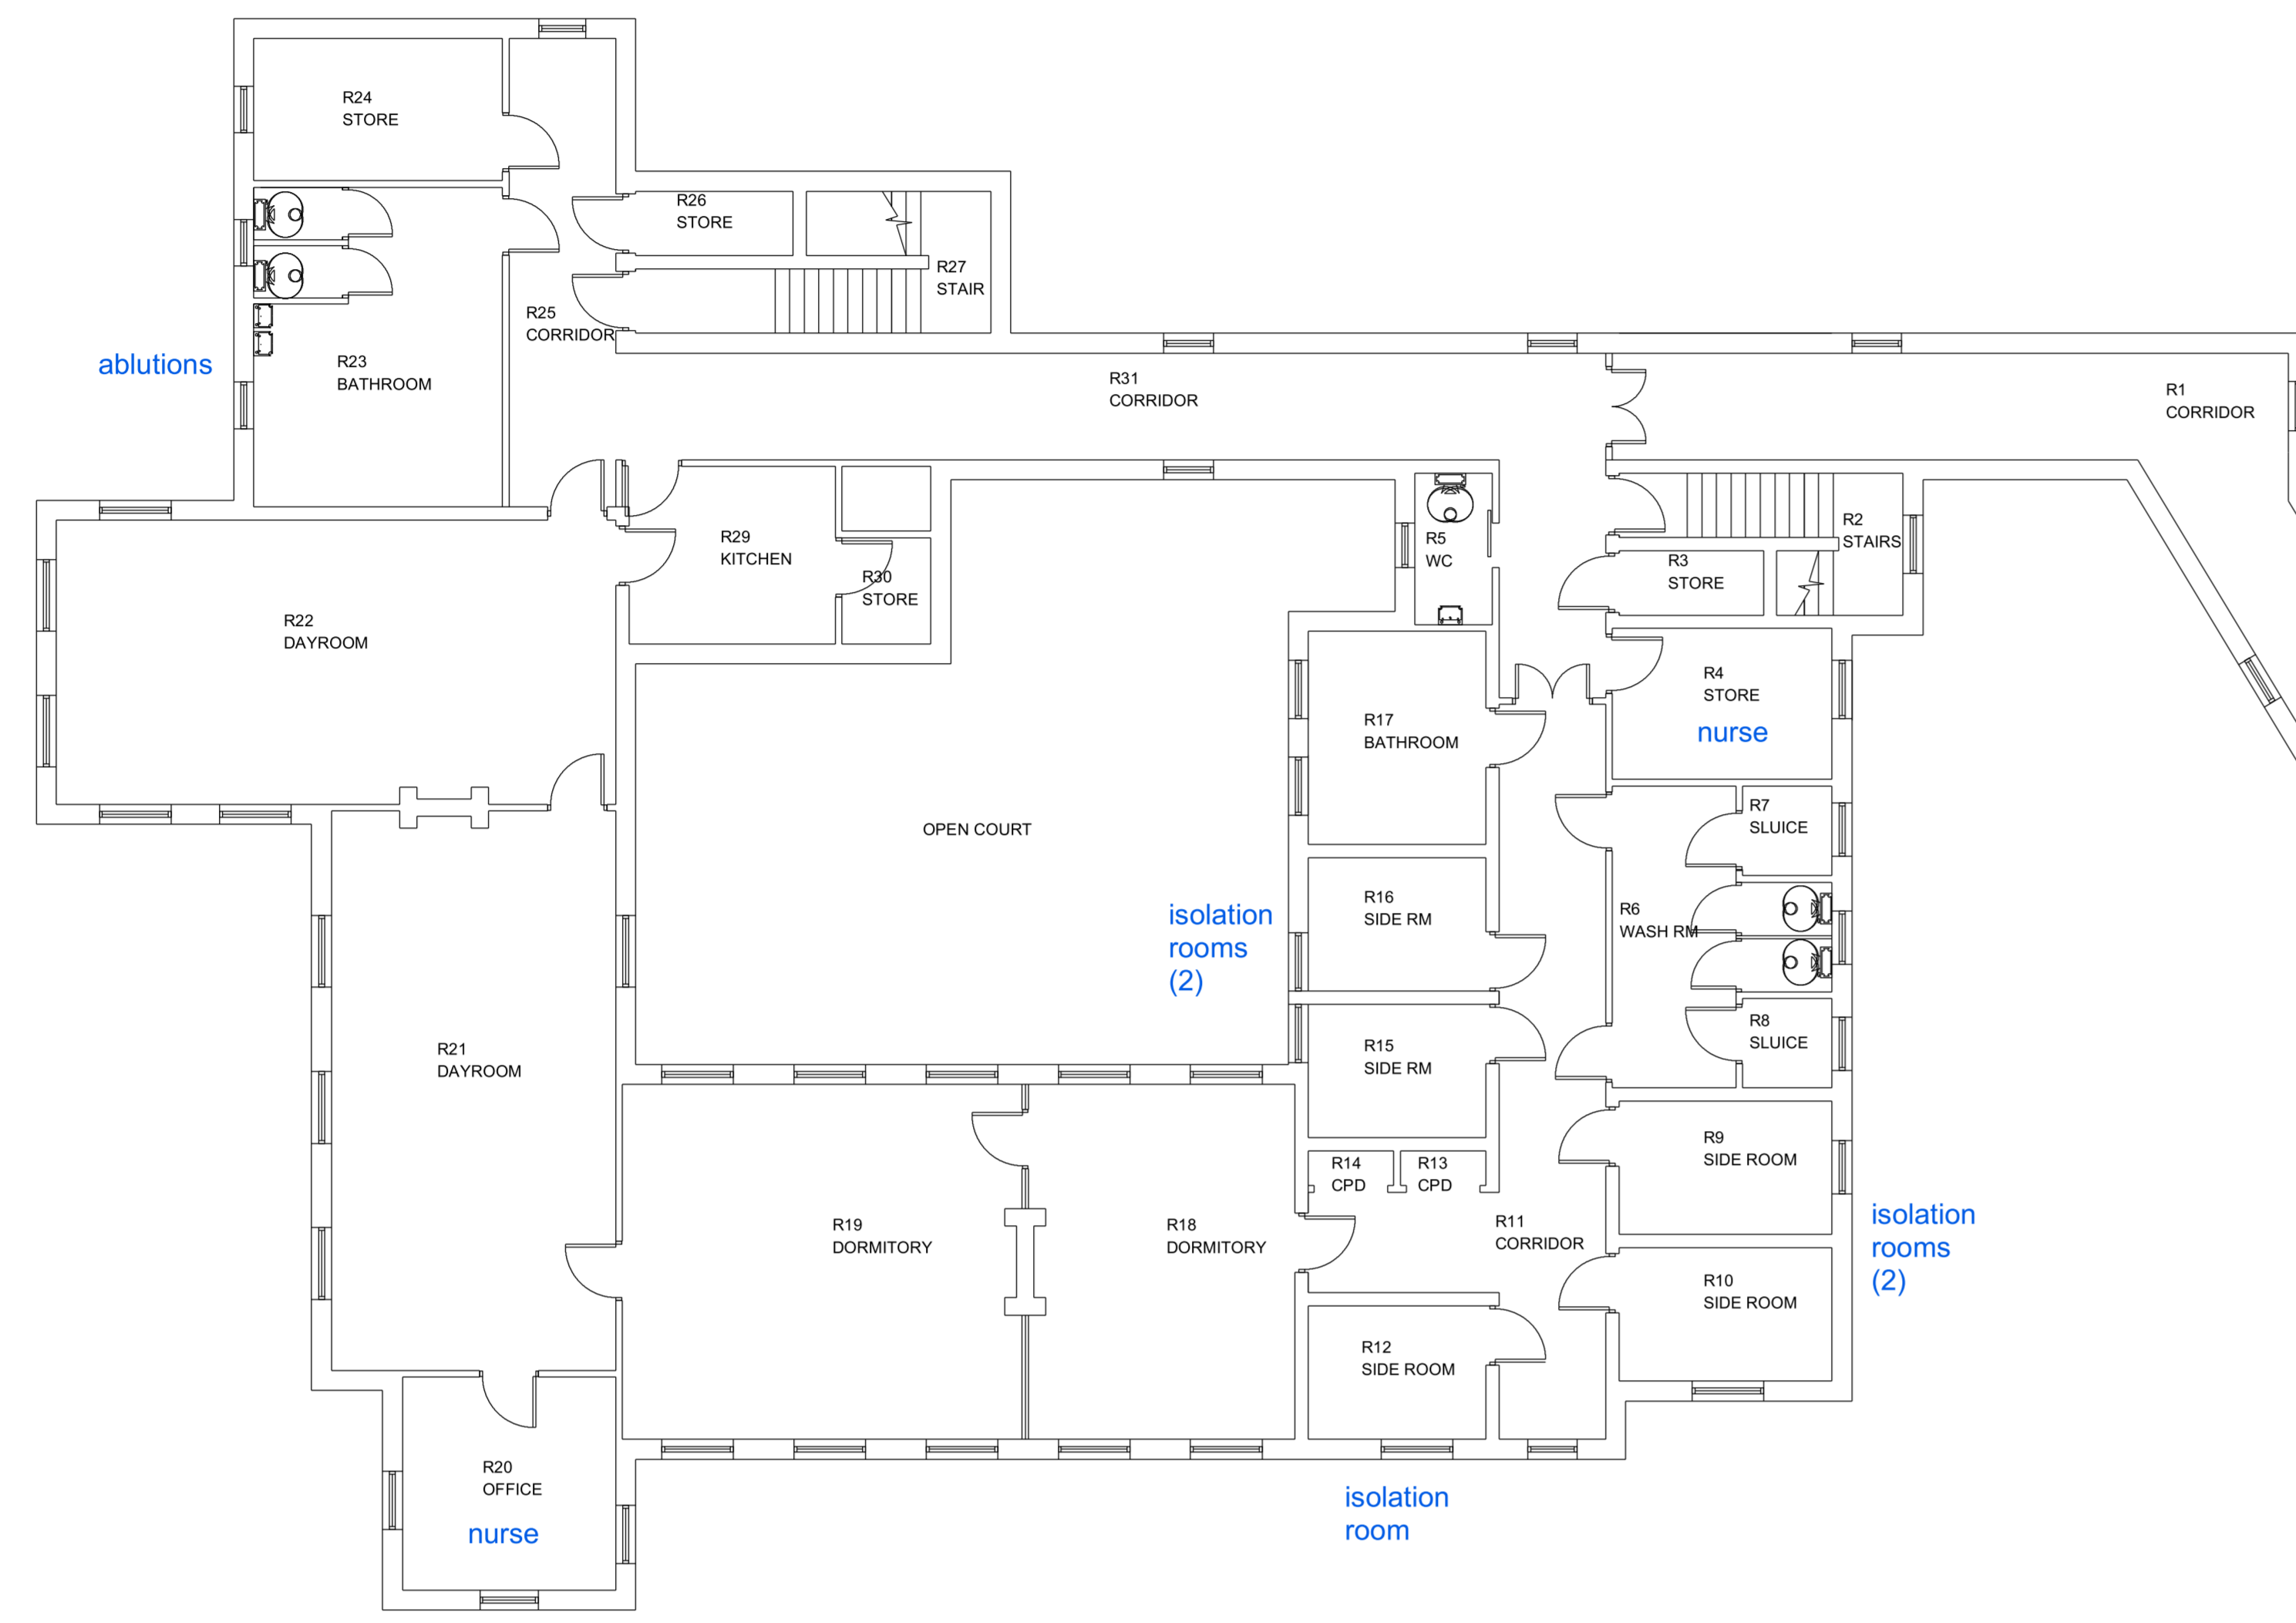 R24
STORE
R26
STORE
R27
STAIR
R25
CORRIDOR
ablutions
R23
BATHROOM
R31
CORRIDOR
R1
CORRIDOR
R29
KITCHEN
R30
STORE
R5
WC
R2
STAIRS
R3
STORE
R22
DAYROOM
R4
STORE
nurse
R17
BATHROOM
OPEN COURT
R7
SLUICE
isolation
rooms
(2)
R16
SIDE RM
R6
WASH RM
R21
DAYROOM
R15
SIDE RM
R8
SLUICE
R14
CPD
R13
CPD
R9
SIDE ROOM
R19
DORMITORY
R18
DORMITORY
R11
CORRIDOR
isolation
rooms
(2)
R10
SIDE ROOM
R12
SIDE ROOM
R20
OFFICE
nurse
isolation
room